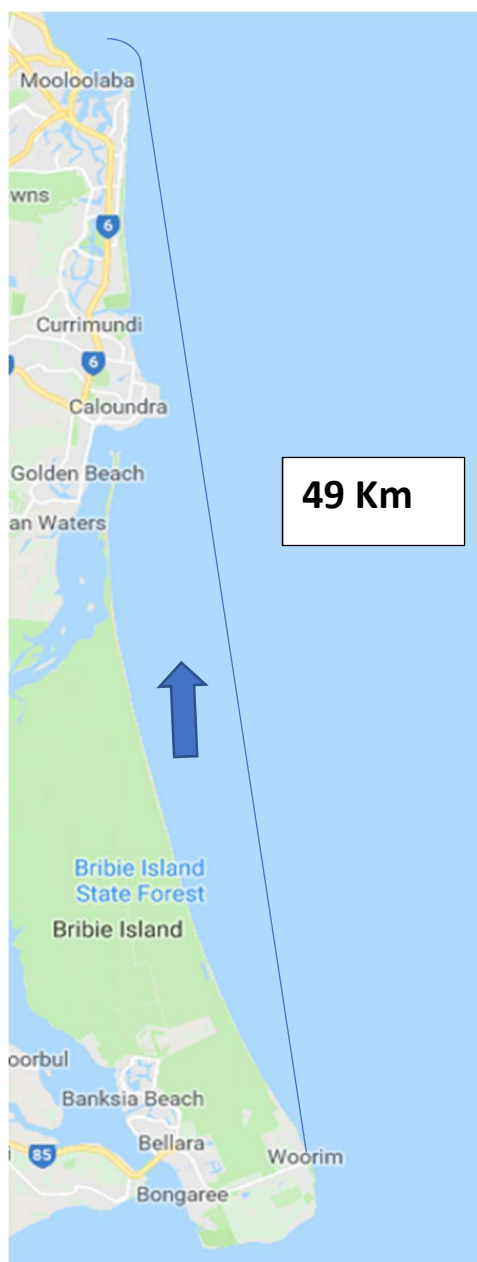 Mooloolaba
wns
6
Currimundi
6
Caloundra
Golden Beach
an Waters
49 Km
Bribie Island
State Forest
Bribie Island
oorbul
Banksia Beach
85
Bellara
Woorim
Bongaree